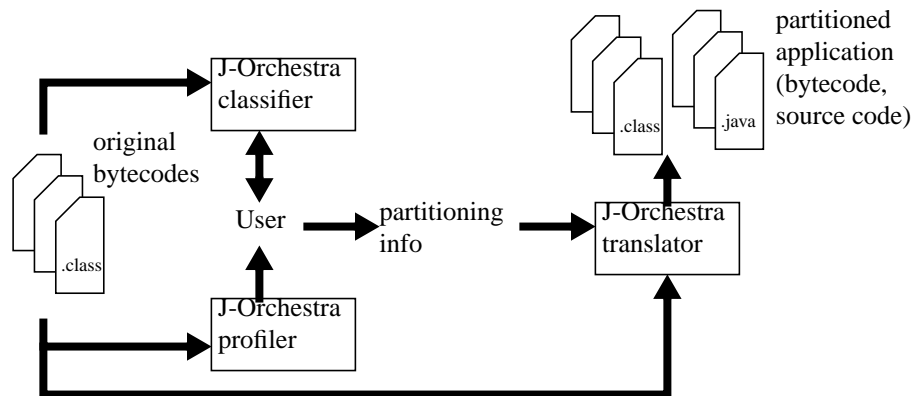 J-Orchestra
classifier
partitioned
application
(bytecode,
source code)
.class
.java
original
bytecodes
.class
User
partitioning
info
J-Orchestra
translator
J-Orchestra
profiler